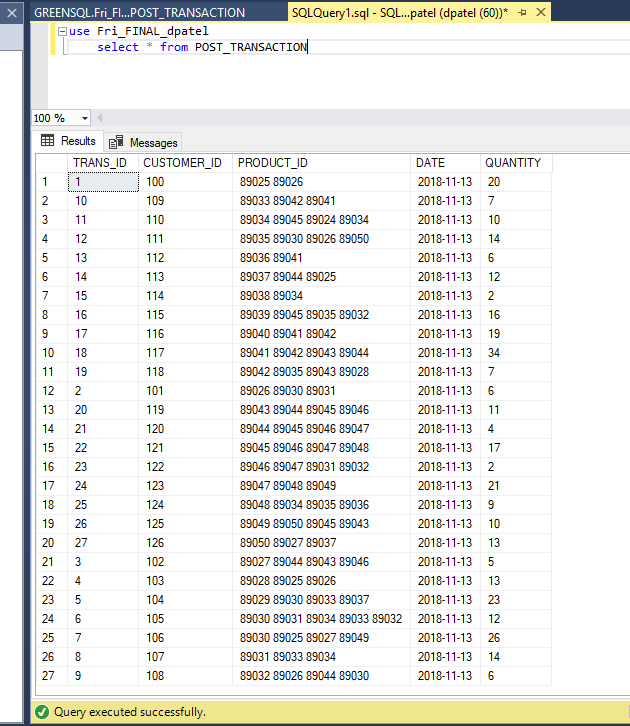 GREENSQL.Fri_Fl...POST_TRANSACTION SQLQuery1.sql - SQL...patel (dpatel (60))*
use Fri_FINAL_dpatel
select * from POST_TRANSACTION
100 %
Results Messages
TRANS_ID CUSTOMER_ID PRODUCT_ID DATE QUANTITY
1 1 100 89025 89026 2018-11-13 20
2 10 109 89033 89042 89041 2018-11-13 7
3 11 110 89034 89045 89024 89034 2018-11-13 10
4 12 111 89035 89030 89026 89050 2018-11-13 14
5 13 112 89036 89041 2018-11-13 6
6 14 113 89037 89044 89025 2018-11-13 12
7 15 114 89038 89034 2018-11-13 2
8 16 115 89039 89045 89035 89032 2018-11-13 16
9 17 116 89040 89041 89042 2018-11-13 19
10 18 117 89041 89042 89043 89044 2018-11-13 34
11 19 118 89042 89035 89043 89028 2018-11-13 7
12 2 101 89026 89030 89031 2018-11-13 6
13 20 119 89043 89044 89045 89046 2018-11-13 11
14 21 120 89044 89045 89046 89047 2018-11-13 4
15 22 121 89045 89046 89047 89048 2018-11-13 17
16 23 122 89046 89047 89031 89032 2018-11-13 2
17 24 123 89047 89048 89049 2018-11-13 21
18 25 124 89048 89034 89035 89036 2018-11-13 9
19 26 125 89049 89050 89045 89043 2018-11-13 10
20 27 126 89050 89027 89037 2018-11-13 13
21 3 102 89027 89044 89043 89046 2018-11-13 5
22 4 103 89028 89025 89026 2018-11-13 13
23 5 104 89029 89030 89033 89037 2018-11-13 23
24 6 105 89030 89031 89034 89033 89032 2018-11-13 12
25 7 106 89030 89025 89027 89049 2018-11-13 26
26 8 107 89031 89033 89034 2018-11-13 14
27 9 108 89032 89026 89044 89030 2018-11-13 6
Query executed successfully.